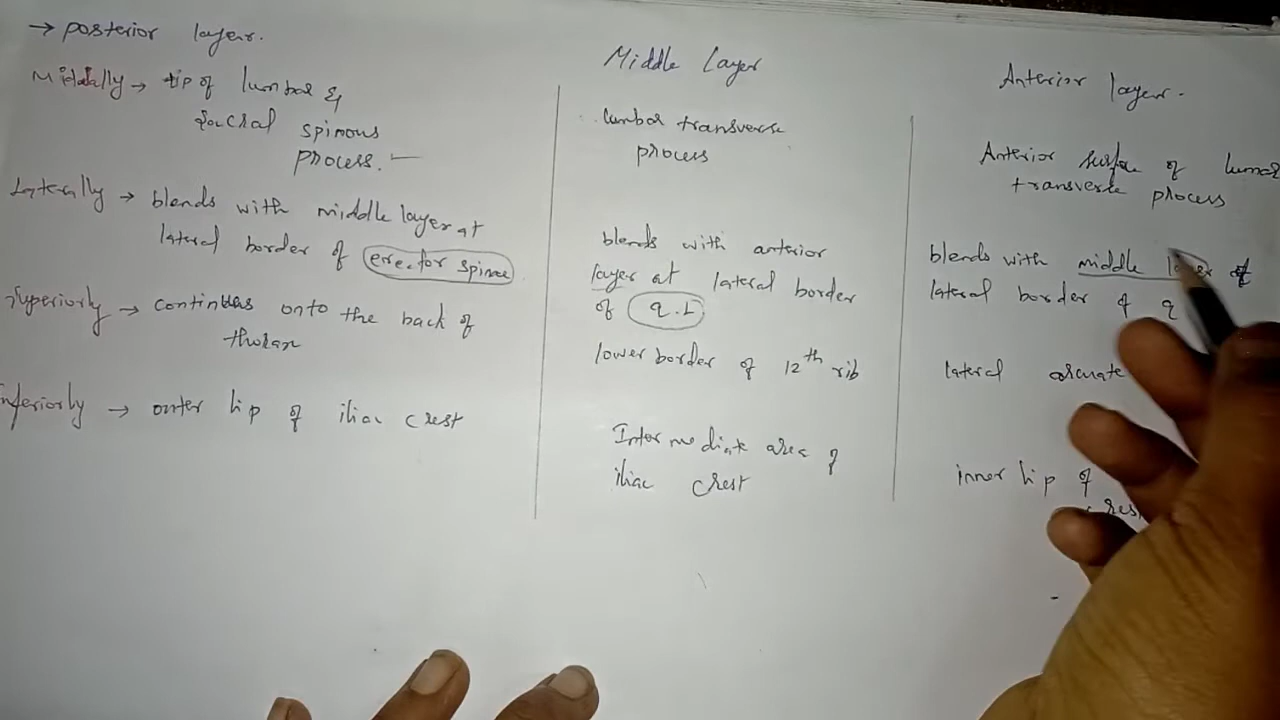 → posterior layer.
Medially → tip of lumbar &
sacral spinous
process.
Laterally → blends with middle layer at
lateral border of erector spinae
Superiorly → continues onto the back of
thorax
Inferiorly → outer lip of iliac crest
Middle Layer
lumbar transverse
process
blends with anterior
layer at lateral border
of q.l
lower border of 12th rib
Intermediate area of
iliac crest
Anterior layer.
Anterior surface of lumbar
transverse process
blends with middle layer of
lateral border of q
lateral arcuate
inner lip of
cres